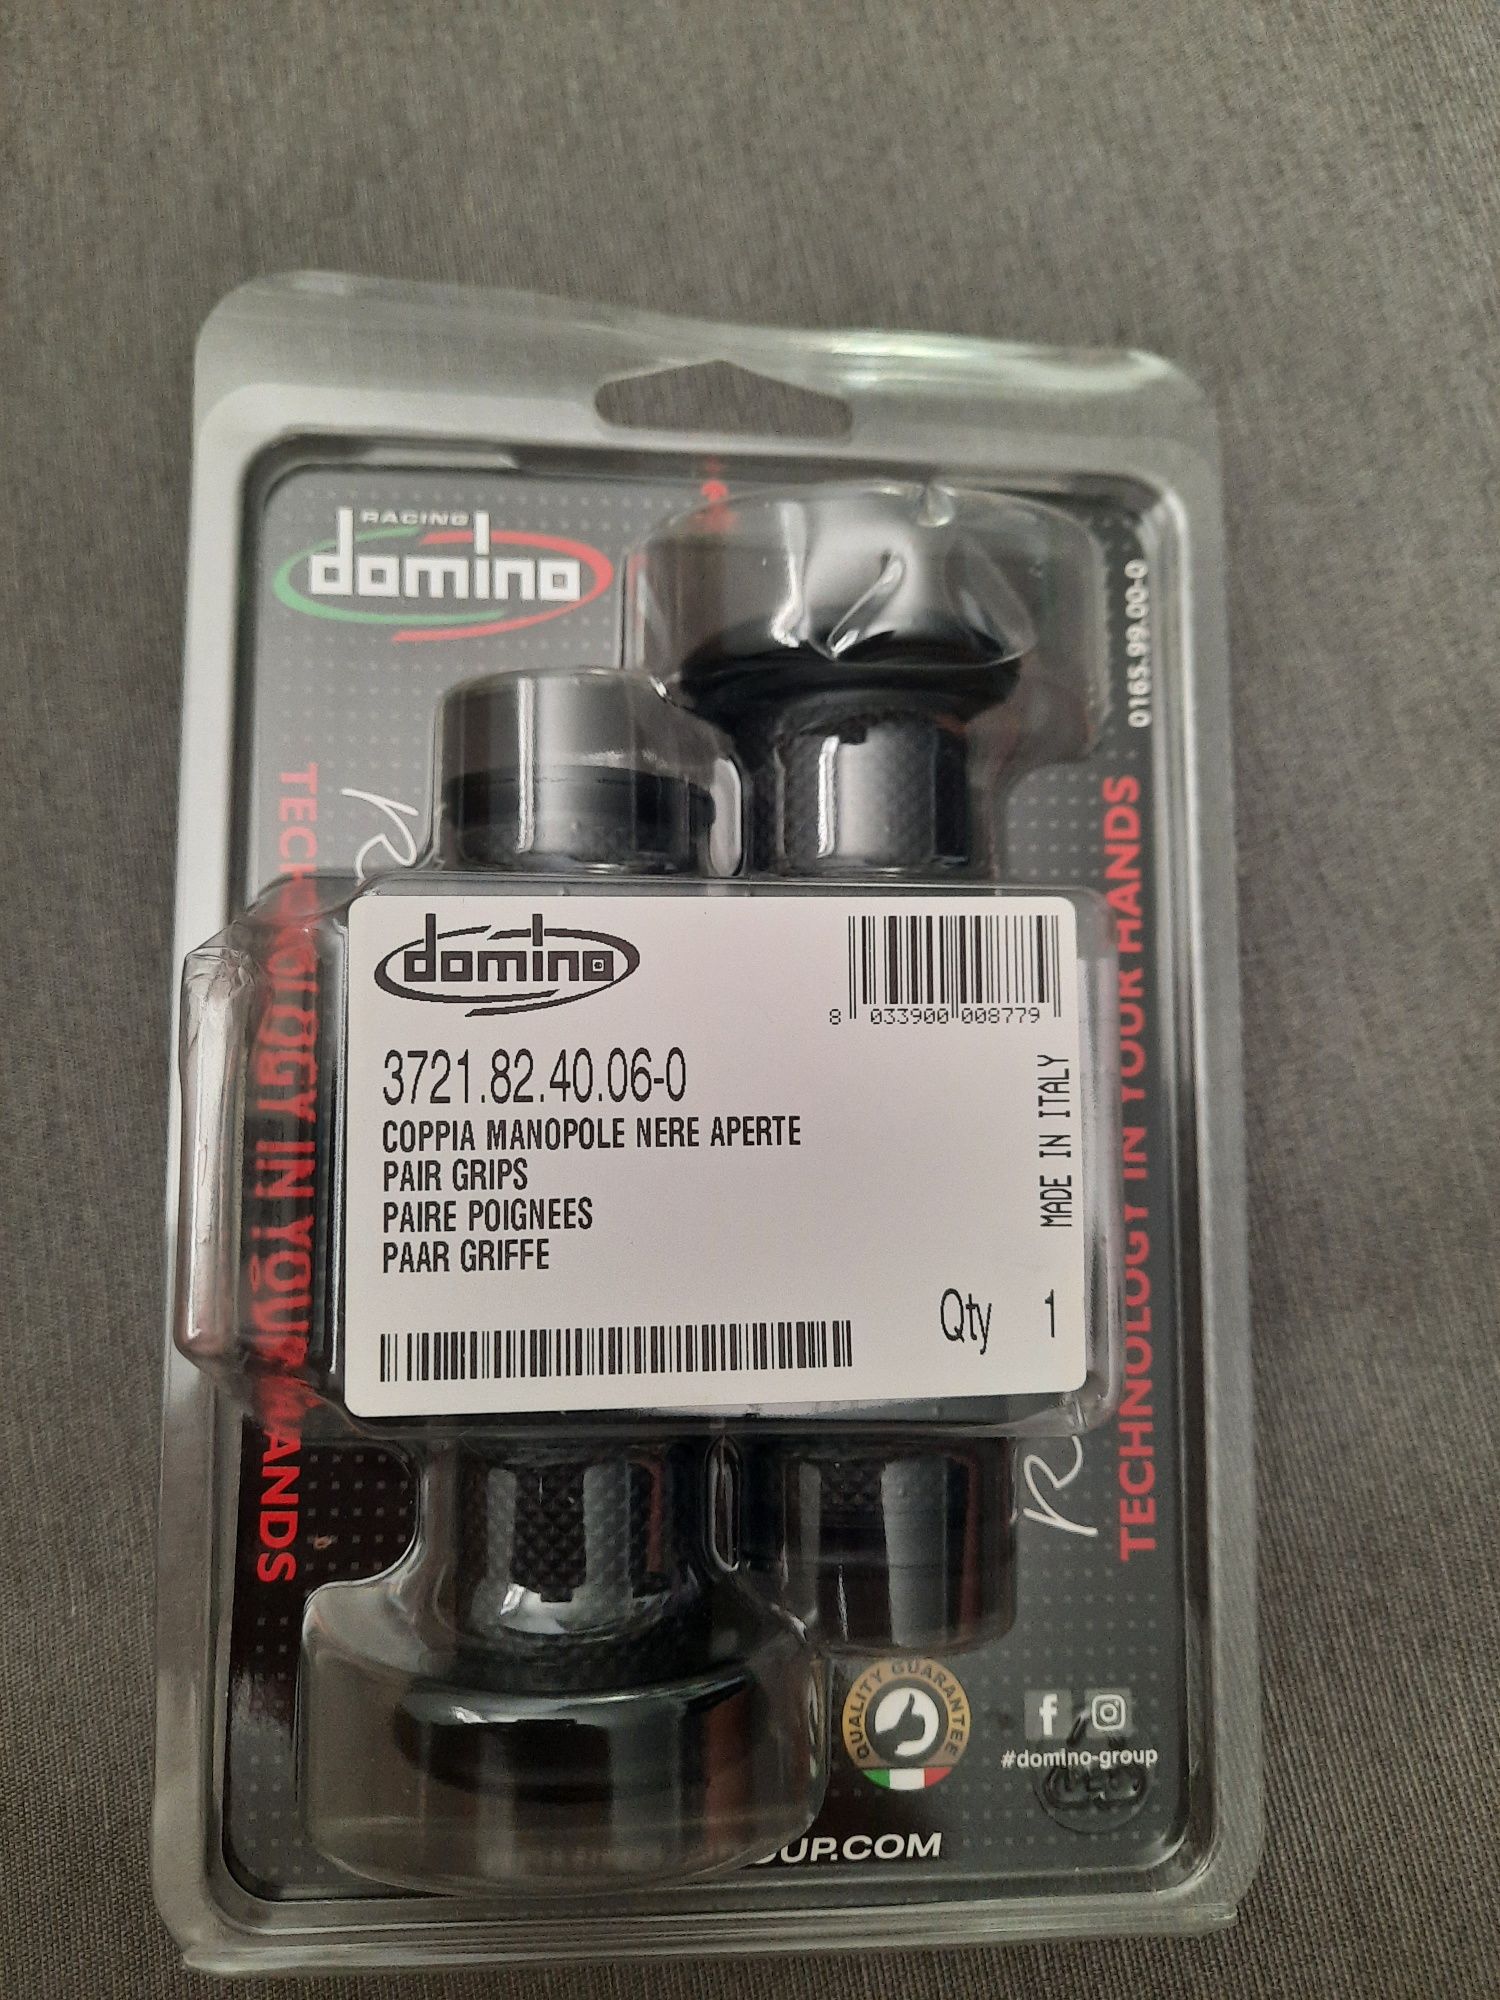 RACING
domino
0165.99.00-0
TECHNOLOGY IN YOUR HANDS
domino
8 033900 008779
3721.82.40.06-0
COPPIA MANOPOLE NERE APERTE
PAIR GRIPS
PAIRE POIGNEES
PAAR GRIFFE
MADE IN ITALY
Qty 1
TECHNOLOGY IN YOUR HANDS
QUALITY GUARANTEE
#domino-group
OUP.COM